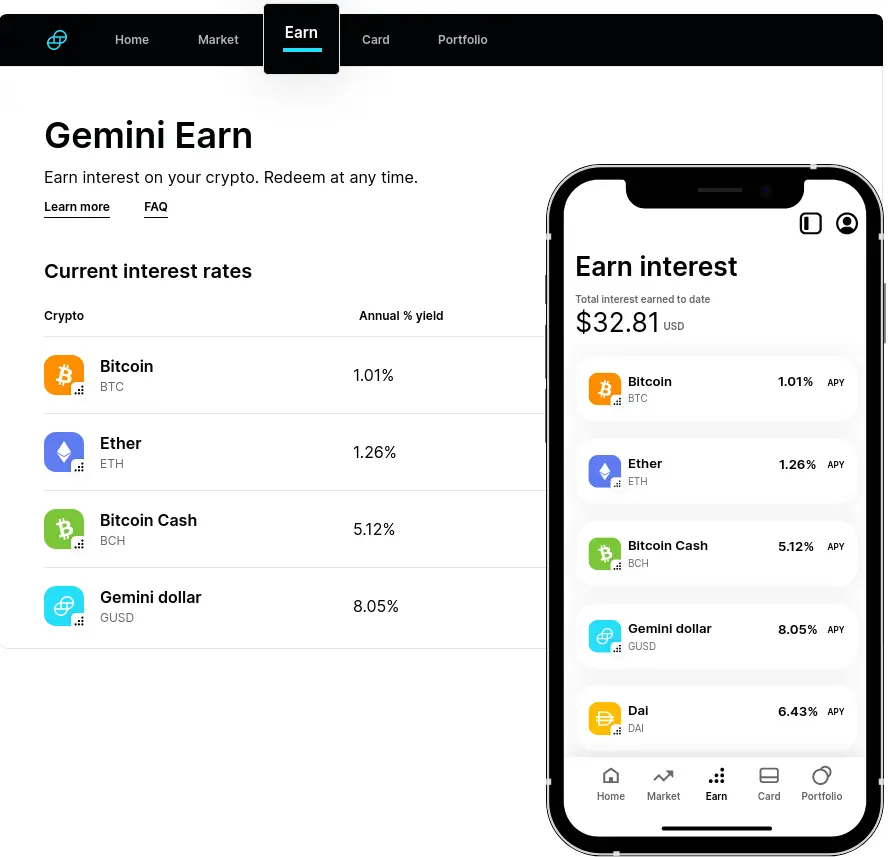 Home Market Earn Card Portfolio
Gemini Earn
Earn interest on your crypto. Redeem at any time.
Learn more FAQ
Current interest rates
Crypto Annual % yield
Bitcoin
BTC
1.01%
Ether
ETH
1.26%
Bitcoin Cash
BCH
5.12%
Gemini dollar
GUSD
8.05%
Earn interest
Total interest earned to date
$32.81 USD
Bitcoin
BTC
1.01% APY
Ether
ETH
1.26% APY
Bitcoin Cash
BCH
5.12% APY
Gemini dollar
GUSD
8.05% APY
Dai
DAI
6.43% APY
Home Market Earn Card Portfolio